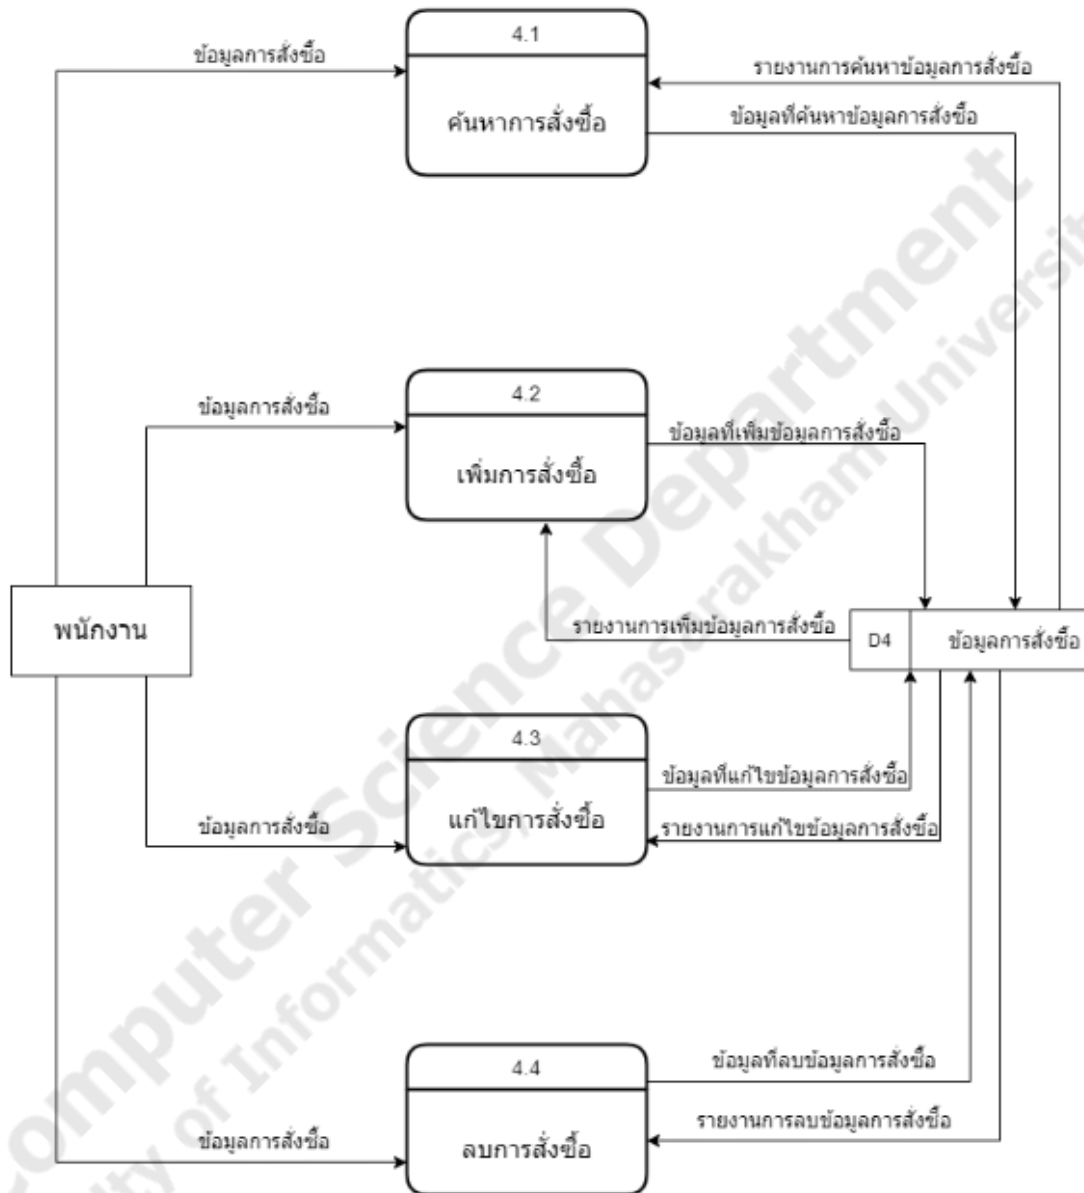 4.1
ข้อมูลการสั่งซื้อ
รายงานการค้นหาข้อมูลการสั่งซื้อ
ค้นหาการสั่งซื้อ
ข้อมูลที่ค้นหาข้อมูลการสั่งซื้อ
4.2
ข้อมูลการสั่งซื้อ
ข้อมูลที่เพิ่มข้อมูลการสั่งซื้อ
เพิ่มการสั่งซื้อ
พนักงาน
รายงานการเพิ่มข้อมูลการสั่งซื้อ
D4 ข้อมูลการสั่งซื้อ
4.3
ข้อมูลที่แก้ไขข้อมูลการสั่งซื้อ
ข้อมูลการสั่งซื้อ
แก้ไขการสั่งซื้อ
รายงานการแก้ไขข้อมูลการสั่งซื้อ
4.4
ข้อมูลที่ลบข้อมูลการสั่งซื้อ
ข้อมูลการสั่งซื้อ
ลบการสั่งซื้อ
รายงานการลบข้อมูลการสั่งซื้อ
Science Department
of Informatics, Mahasarakham